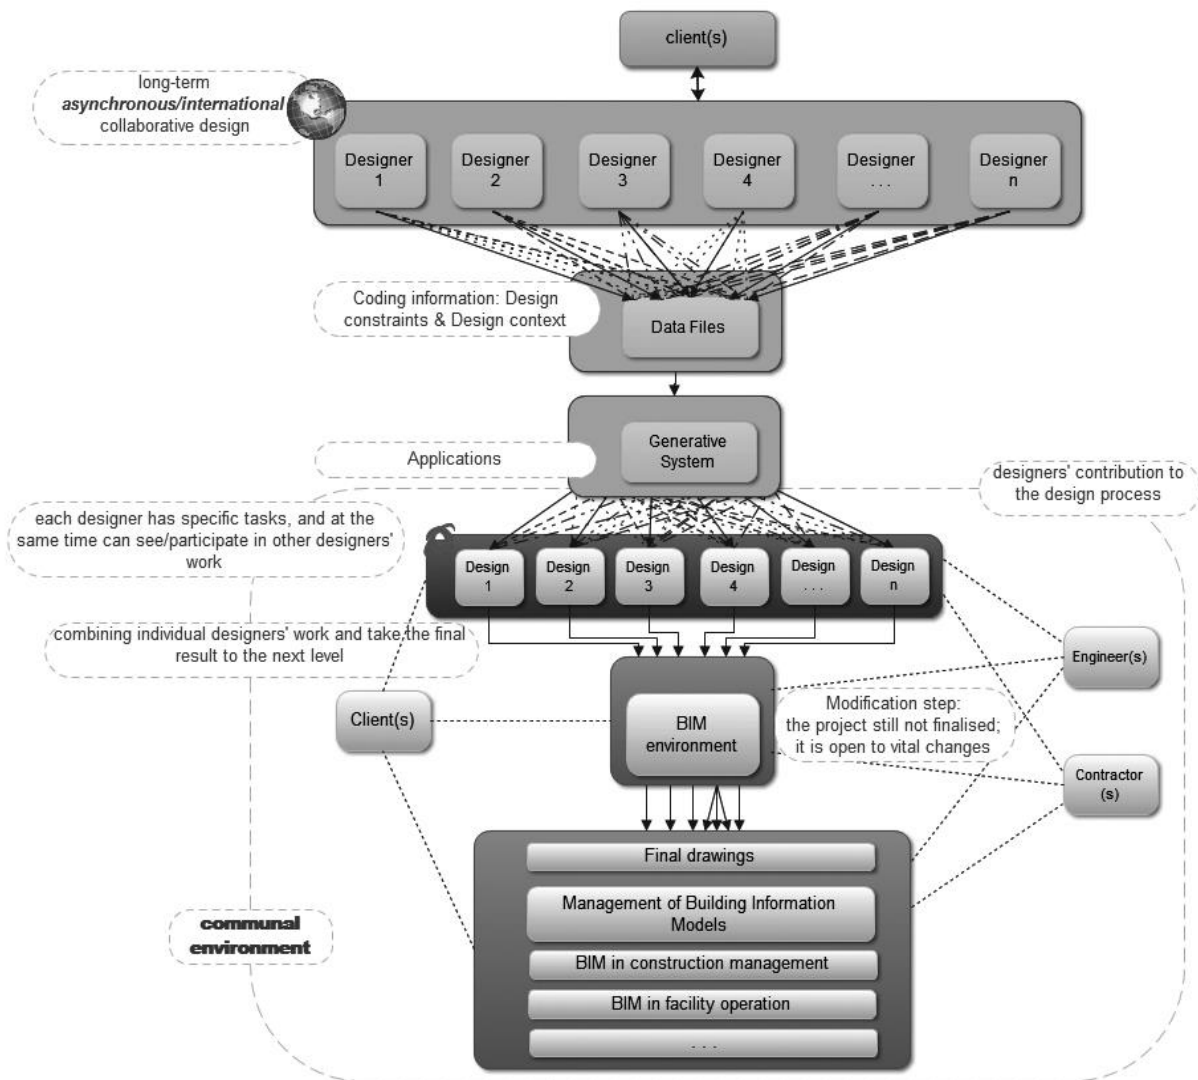 client(s)
long-term
asynchronous/international
collaborative design
Designer
1
Designer
2
Designer
3
Designer
4
Designer
. . .
Designer
n
Coding information: Design
constraints & Design context
Data Files
Applications
Generative
System
designers' contribution to
the design process
each designer has specific tasks, and at the
same time can see/participate in other designers'
work
Design
1
Design
2
Design
3
Design
4
Design
. . .
Design
n
combining individual designers' work and take the final
result to the next level
Engineer(s)
Client(s)
BIM
environment
Modification step:
the project still not finalised;
it is open to vital changes
Contractor
(s)
Final drawings
Management of Building Information
Models
communal
environment
BIM in construction management
BIM in facility operation
. . .